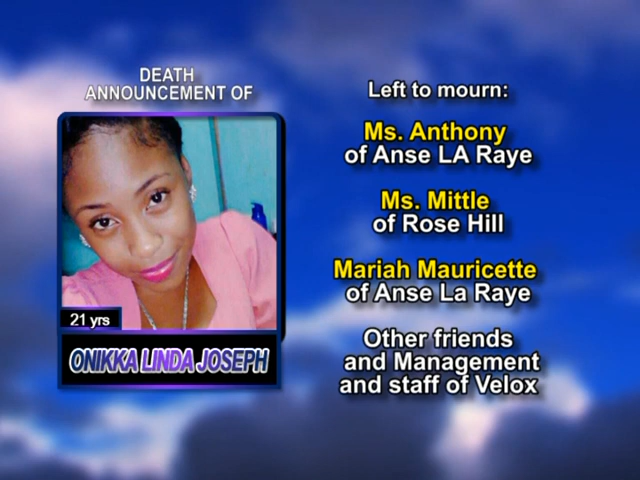 DEATH
ANNOUNCEMENT OF
21 yrs
ONIKKA LINDA JOSEPH
Left to mourn:
Ms. Anthony
of Anse LA Raye
Ms. Mittle
of Rose Hill
Mariah Mauricette
of Anse La Raye
Other friends
and Management
and staff of Velox